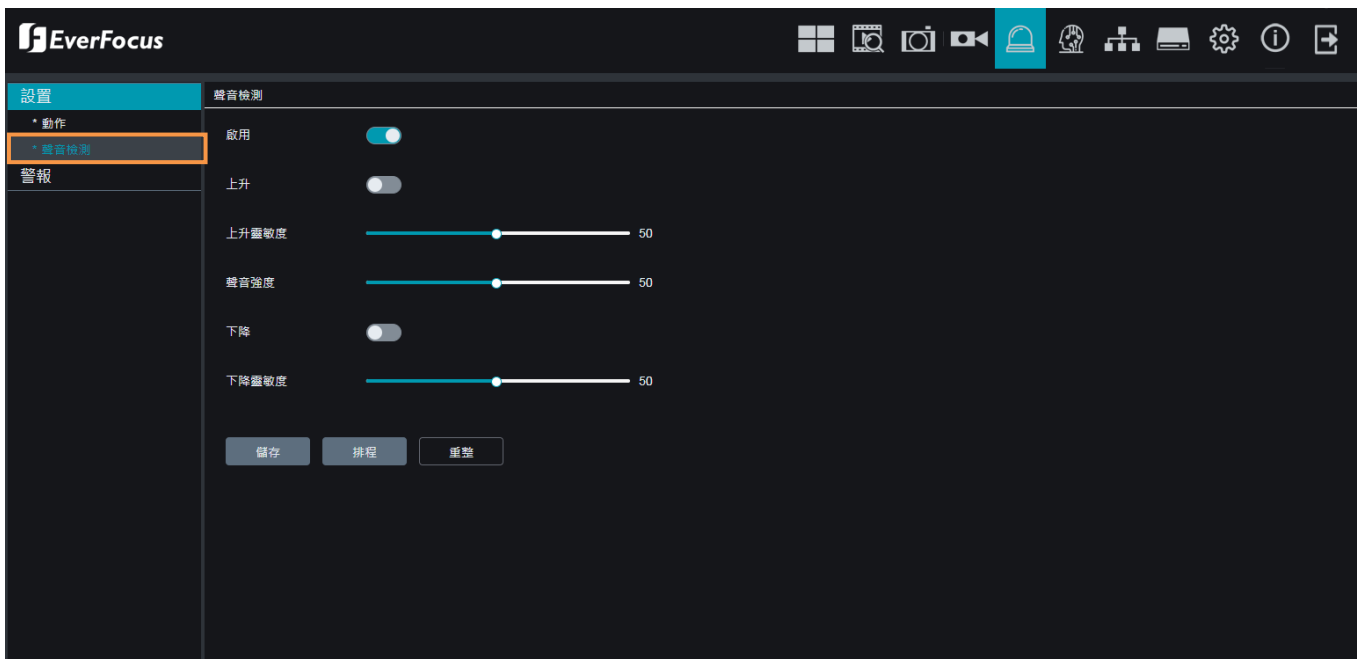 EverFocus
設置
* 動作
* 聲音檢測
警報
聲音檢測
啟用
上升
上升靈敏度 50
聲音強度 50
下降
下降靈敏度 50
儲存 排程 重整